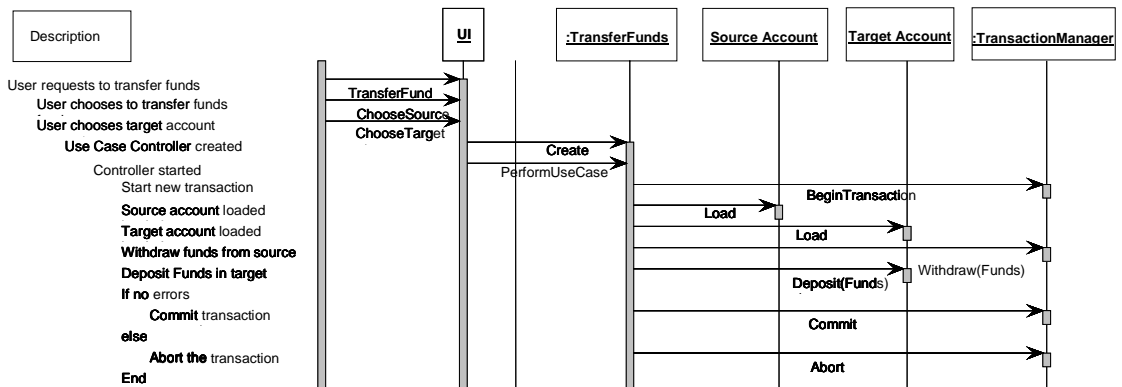 Description
UI
:TransferFunds
Source Account
Target Account
:TransactionManager
User requests to transfer funds
User chooses to transfer funds
User chooses target account
Use Case Controller created
Controller started
Start new transaction
Source account loaded
Target account loaded
Withdraw funds from source
Deposit Funds in target
If no errors
Commit transaction
else
Abort the transaction
End
TransferFund
ChooseSource
ChooseTarget
Create
PerformUseCase
BeginTransaction
Load
Load
Withdraw(Funds)
Deposit(Funds)
Commit
Abort